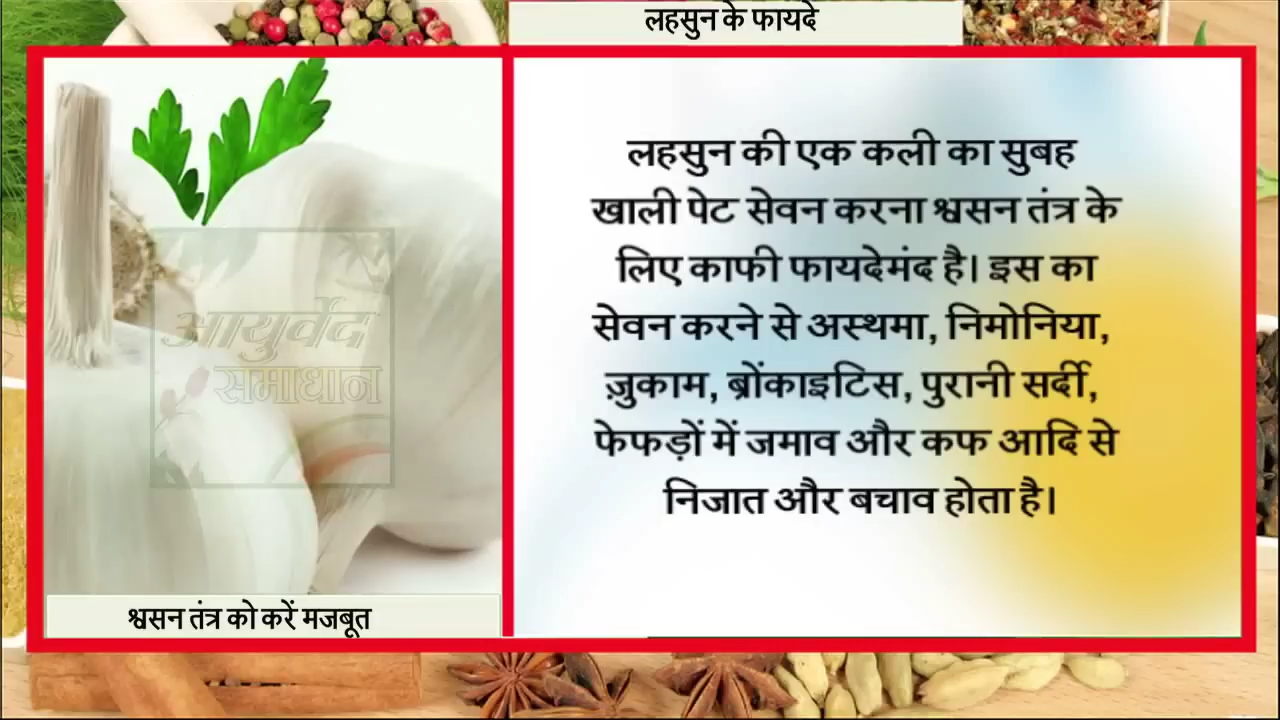 लहसुन के फायदे
लहसुन की एक कली का सुबह
खाली पेट सेवन करना श्वसन तंत्र के
लिए काफी फायदेमंद है। इस का
सेवन करने से अस्थमा, निमोनिया,
ज़ुकाम, ब्रोंकाइटिस, पुरानी सर्दी,
फेफड़ों में जमाव और कफ आदि से
निजात और बचाव होता है।
आयुर्वेद
समाधान
श्वसन तंत्र को करें मजबूत